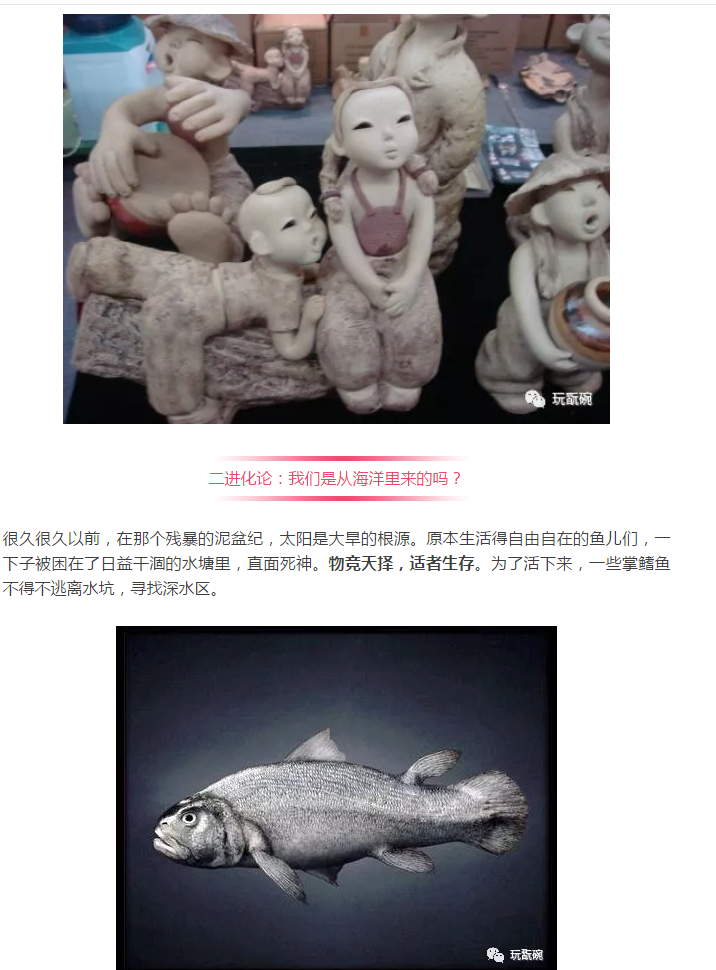 玩瓿碗
二进化论：我们是从海洋里来的吗？
很久很久以前，在那个残暴的泥盆纪，太阳是大旱的根源。原本生活得自由自在的鱼儿们，一
下子被困在了日益干涸的水塘里，直面死神。物竞天择，适者生存。为了活下来，一些掌鳍鱼
不得不逃离水坑，寻找深水区。
玩瓿碗